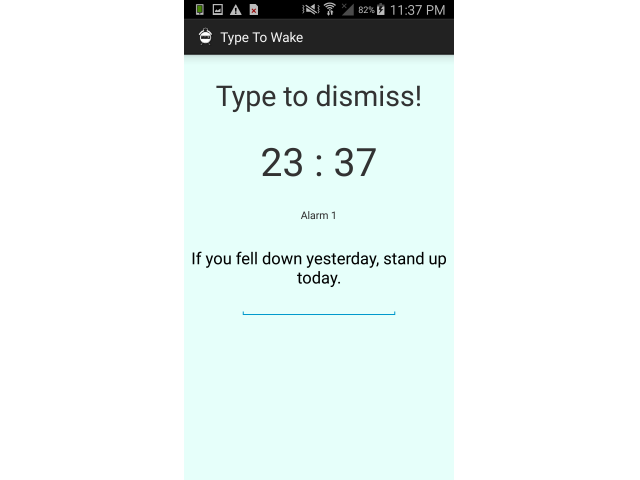 82% 11:37 PM
Type To Wake
Type to dismiss!
23 : 37
Alarm 1
If you fell down yesterday, stand up
today.